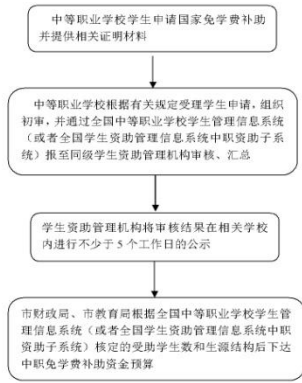 中等职业学校学生申请国家免学费补助
并提供相关证明材料
中等职业学校根据有关规定受理学生申请，组织
初审，并通过全国中等职业学校学生管理信息系统
（或者全国学生资助管理信息系统中职资助子系
统）报至同级学生资助管理机构审核、汇总
学生资助管理机构将审核结果在相关学校
内进行不少于 5 个工作日的公示
市财政局、市教育局根据全国中等职业学校学生管
理信息系统（或者全国学生资助管理信息系统中职
资助子系统）核定的受助学生数和生源结构后下达
中职免学费补助资金预算